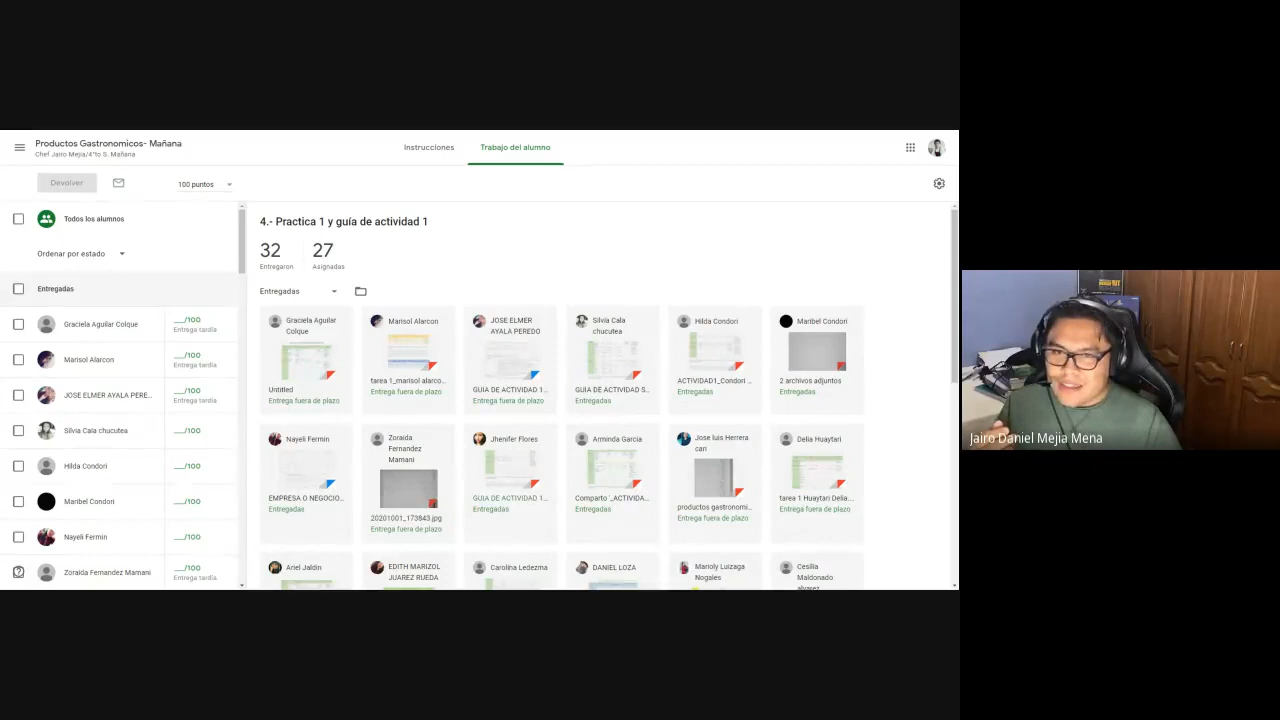 Productos Gastronomicos- Mañana
Chef Jairo Mejia/4°to S. Mañana
Instrucciones
Trabajo del alumno
Devolver
100 puntos
Todos los alumnos
Ordenar por estado
Entregadas
Graciela Aguilar Colque
__/100
Entrega tardía
Marisol Alarcon
__/100
Entrega tardía
JOSE ELMER AYALA PERE...
__/100
Entrega tardía
Silvia Cala chucutea
__/100
Hilda Condori
__/100
Maribel Condori
__/100
Nayeli Fermin
__/100
Zoraida Fernandez Mamani
__/100
Entrega tardía
4.- Practica 1 y guía de actividad 1
32
27
Entregaron
Asignadas
Entregadas
Graciela Aguilar
Colque
Untitled
Entrega fuera de plazo
Marisol Alarcon
tarea 1_marisol alarco...
Entrega fuera de plazo
JOSE ELMER
AYALA PEREDO
GUIA DE ACTIVIDAD 1...
Entrega fuera de plazo
Silvia Cala
chucutea
GUIA DE ACTIVIDAD S...
Entregadas
Hilda Condori
ACTIVIDAD1_Condori ...
Entregadas
Maribel Condori
2 archivos adjuntos
Entregadas
Nayeli Fermin
EMPRESA O NEGOCIO...
Entregadas
Zoraida
Fernandez
Mamani
20201001_173843.jpg
Entrega fuera de plazo
Jhenifer Flores
GUIA DE ACTIVIDAD 1...
Entregadas
Arminda Garcia
Comparto '_ACTIVIDA...
Entregadas
Jose luis Herrera
cari
productos gastronomi...
Entrega fuera de plazo
Delia Huaytari
tarea 1 Huaytari Delia...
Entregadas
Ariel Jaldin
EDITH MARIZOL
JUAREZ RUEDA
Carolina Ledezma
DANIEL LOZA
Marioly Luizaga
Nogales
Cesilia
Maldonado
alvarez
Jairo Daniel Mejia Mena